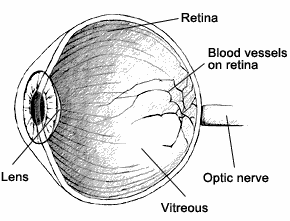 Retina
Blood vessels
on retina
Lens
Optic nerve
Vitreous